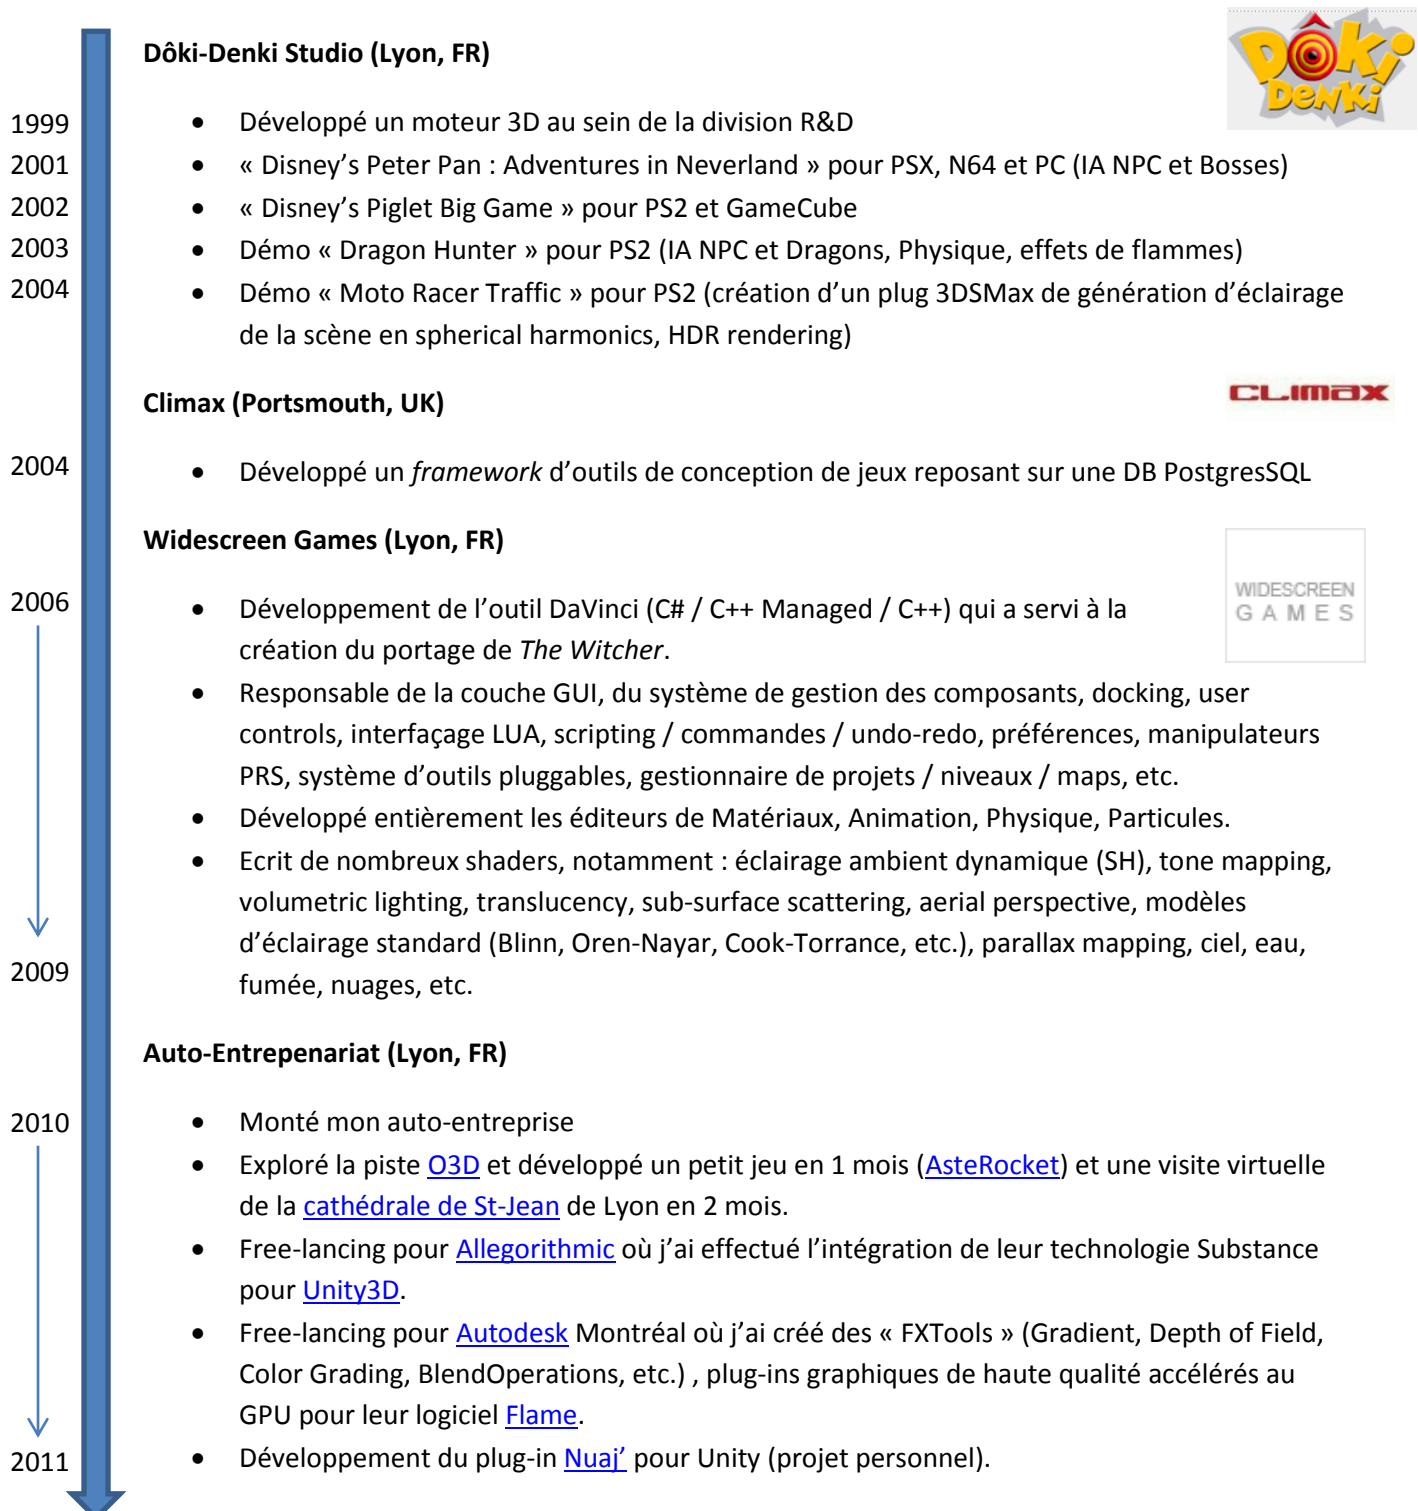 Dôki-Denki Studio (Lyon, FR)
DÔKi
DENKi
1999 • Développé un moteur 3D au sein de la division R&D
2001 • « Disney’s Peter Pan : Adventures in Neverland » pour PSX, N64 et PC (IA NPC et Bosses)
2002 • « Disney’s Piglet Big Game » pour PS2 et GameCube
2003 • Démo « Dragon Hunter » pour PS2 (IA NPC et Dragons, Physique, effets de flammes)
2004 • Démo « Moto Racer Traffic » pour PS2 (création d’un plug 3DSMax de génération d’éclairage
de la scène en spherical harmonics, HDR rendering)
Climax (Portsmouth, UK)
CLIMAX
2004 • Développé un framework d’outils de conception de jeux reposant sur une DB PostgresSQL
Widescreen Games (Lyon, FR)
WIDESCREEN
GAMES
2006 • Développement de l’outil DaVinci (C# / C++ Managed / C++) qui a servi à la
création du portage de The Witcher.
• Responsable de la couche GUI, du système de gestion des composants, docking, user
controls, interfaçage LUA, scripting / commandes / undo-redo, préférences, manipulateurs
PRS, système d’outils pluggables, gestionnaire de projets / niveaux / maps, etc.
• Développé entièrement les éditeurs de Matériaux, Animation, Physique, Particules.
• Ecrit de nombreux shaders, notamment : éclairage ambient dynamique (SH), tone mapping,
volumetric lighting, translucency, sub-surface scattering, aerial perspective, modèles
d’éclairage standard (Blinn, Oren-Nayar, Cook-Torrance, etc.), parallax mapping, ciel, eau,
2009 fumée, nuages, etc.
Auto-Entrepenariat (Lyon, FR)
2010 • Monté mon auto-entreprise
• Exploré la piste O3D et développé un petit jeu en 1 mois (AsteRocket) et une visite virtuelle
de la cathédrale de St-Jean de Lyon en 2 mois.
• Free-lancing pour Allegorithmic où j’ai effectué l’intégration de leur technologie Substance
pour Unity3D.
• Free-lancing pour Autodesk Montréal où j’ai créé des « FXTools » (Gradient, Depth of Field,
Color Grading, BlendOperations, etc.) , plug-ins graphiques de haute qualité accélérés au
GPU pour leur logiciel Flame.
2011 • Développement du plug-in Nuaj’ pour Unity (projet personnel).